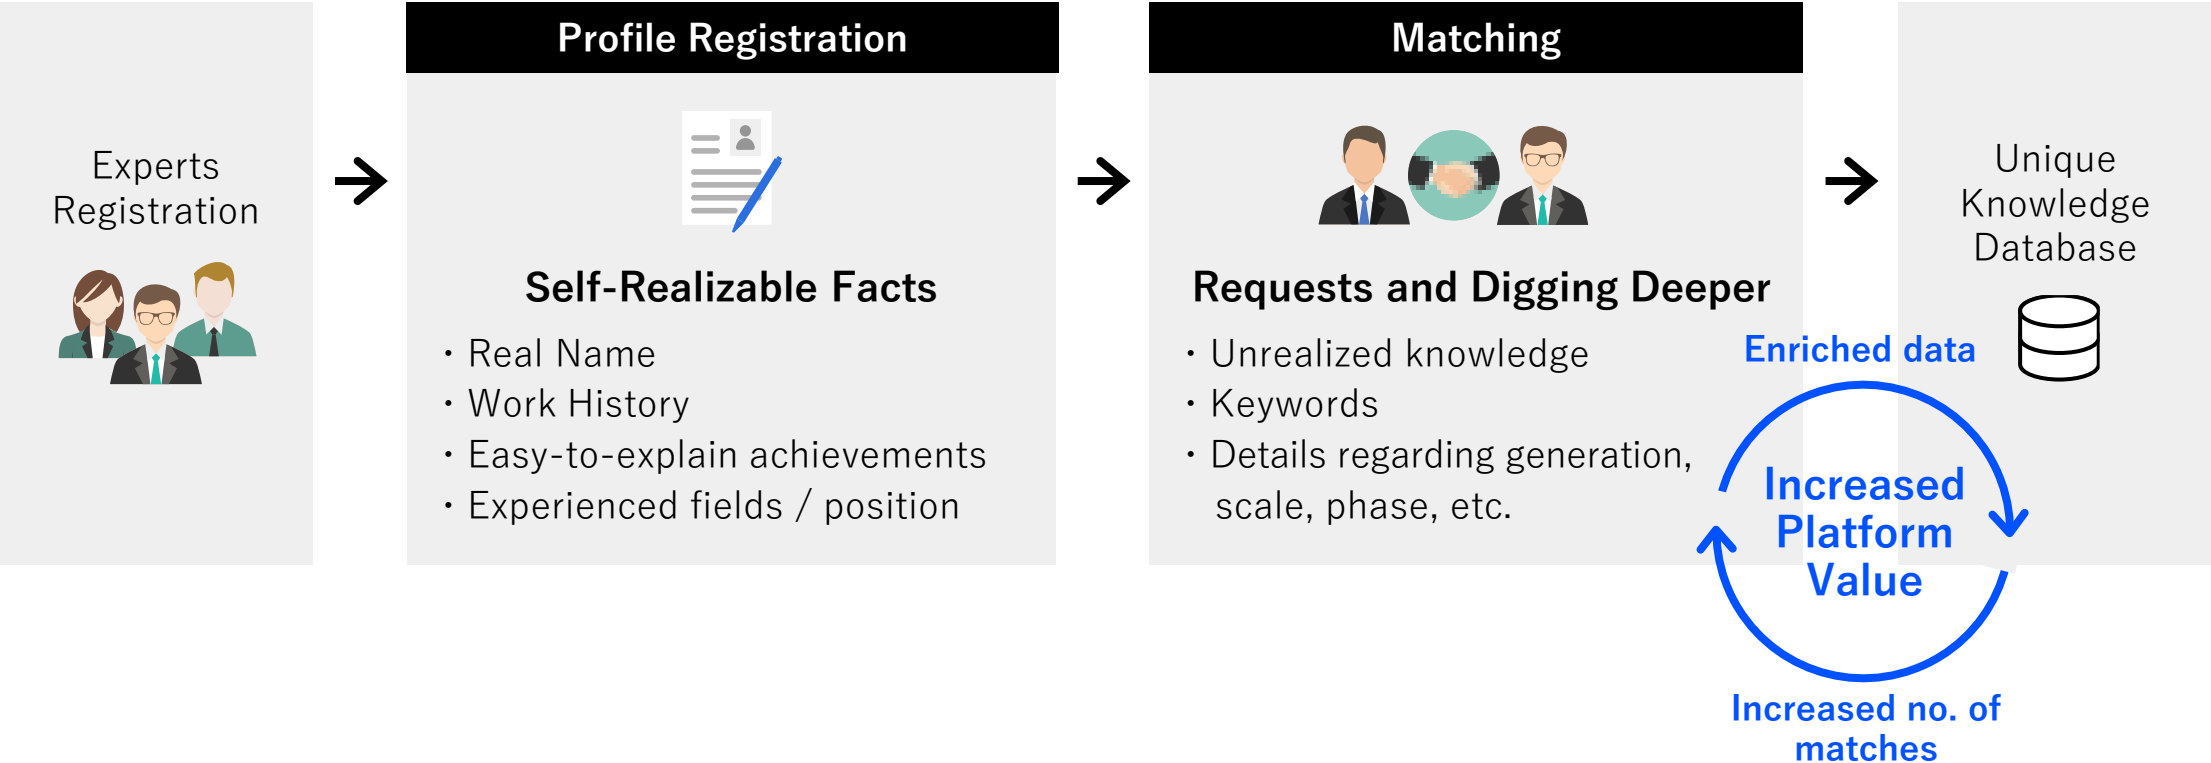 Experts
Registration
Profile Registration
Self-Realizable Facts
・Real Name
・Work History
・Easy-to-explain achievements
・Experienced fields / position
Matching
Requests and Digging Deeper
・Unrealized knowledge
・Keywords
・Details regarding generation,
scale, phase, etc.
Unique
Knowledge
Database
Enriched data
Increased
Platform
Value
Increased no. of
matches